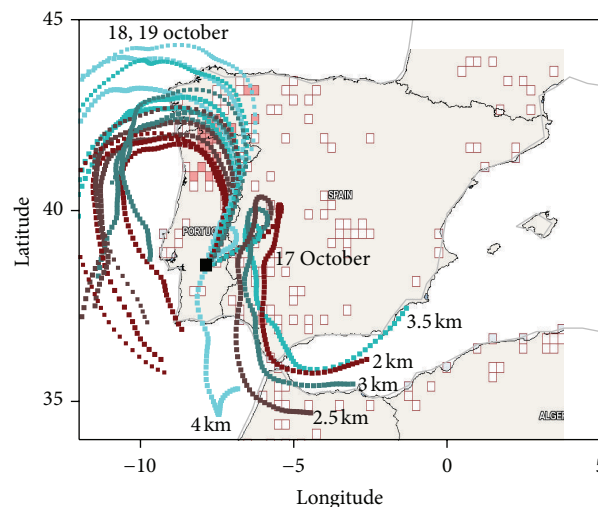 45
18, 19 october
SPAIN
40
PORTUG
17 October
3.5 km
2 km
3 km
35
2.5 km
4 km
ALGER
−10
−5
0
5
Latitude
Longitude